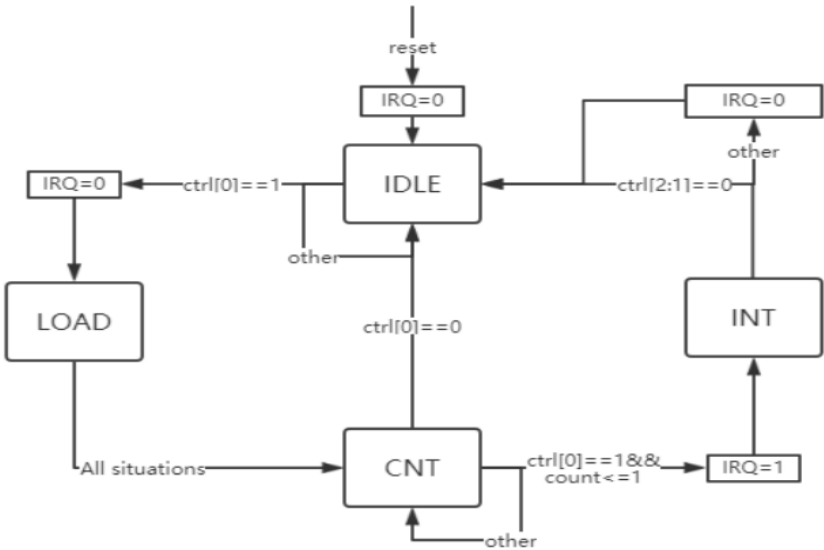 reset
IRQ=0
IRQ=0
other
IRQ=0
ctrl[0]==1
IDLE
ctrl[2:1]==0
other
LOAD
ctrl[0]==0
INT
All situations
CNT
ctrl[0]==1&&
count<=1
IRQ=1
other